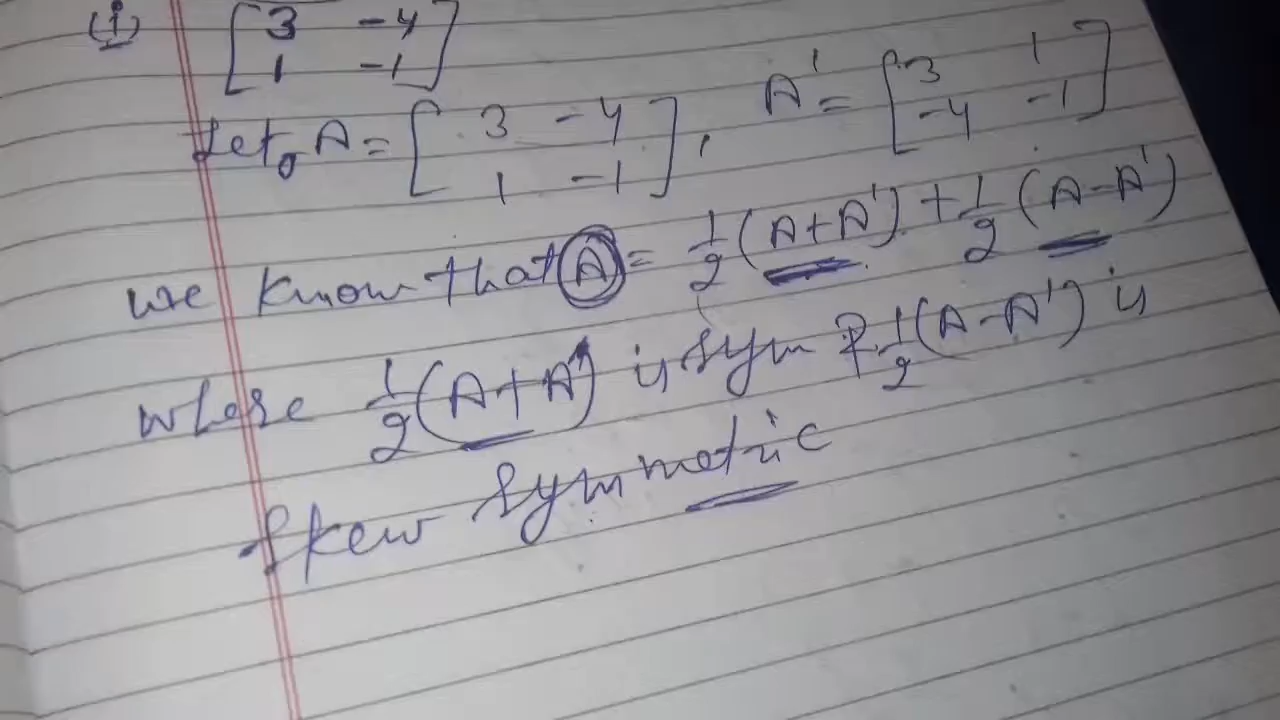 (i) [3 -4
1 -1]
Let A = [3 -4
1 -1], A' = [3 1
-4 -1]
we know that A = 1/2 (A+A') + 1/2 (A-A')
where 1/2 (A+A') is sym & 1/2 (A-A') is
skew symmetric